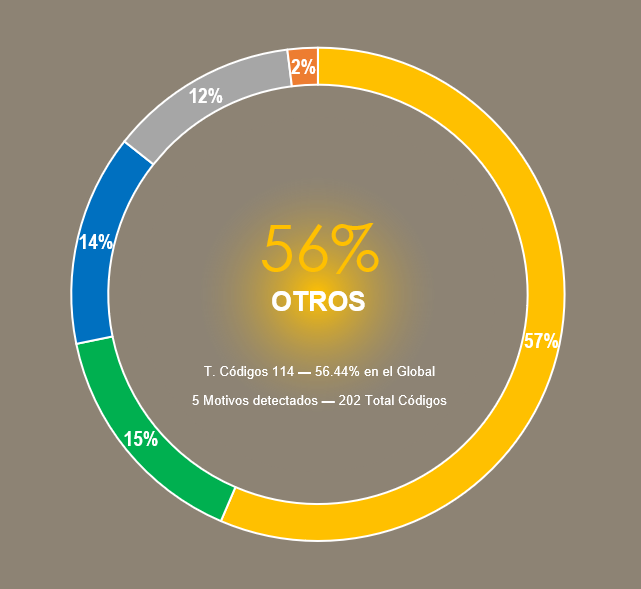 2%
12%
14%
56%
OTROS
57%
T. Códigos 114 — 56.44% en el Global
5 Motivos detectados — 202 Total Códigos
15%